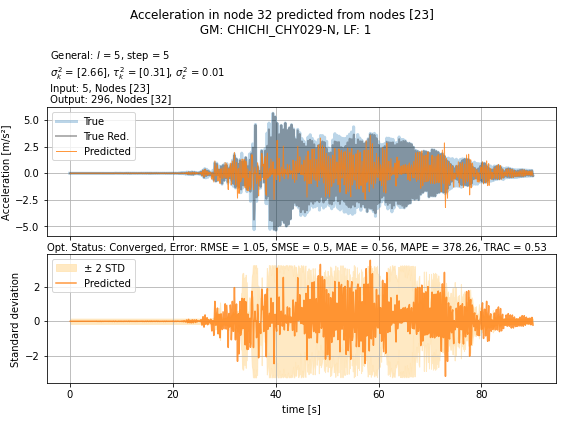 Acceleration in node 32 predicted from nodes [23]
GM: CHICHI_CHY029-N, LF: 1
General: l = 5, step = 5
σ²ₖ = [2.66], τ²ₖ = [0.31], σ²ε = 0.01
Input: 5, Nodes [23]
Output: 296, Nodes [32]
Acceleration [m/s²]
5.0
2.5
0.0
−2.5
−5.0
True
True Red.
Predicted
Opt. Status: Converged, Error: RMSE = 1.05, SMSE = 0.5, MAE = 0.56, MAPE = 378.26, TRAC = 0.53
Standard deviation
2
0
−2
± 2 STD
Predicted
0 20 40 60 80
time [s]